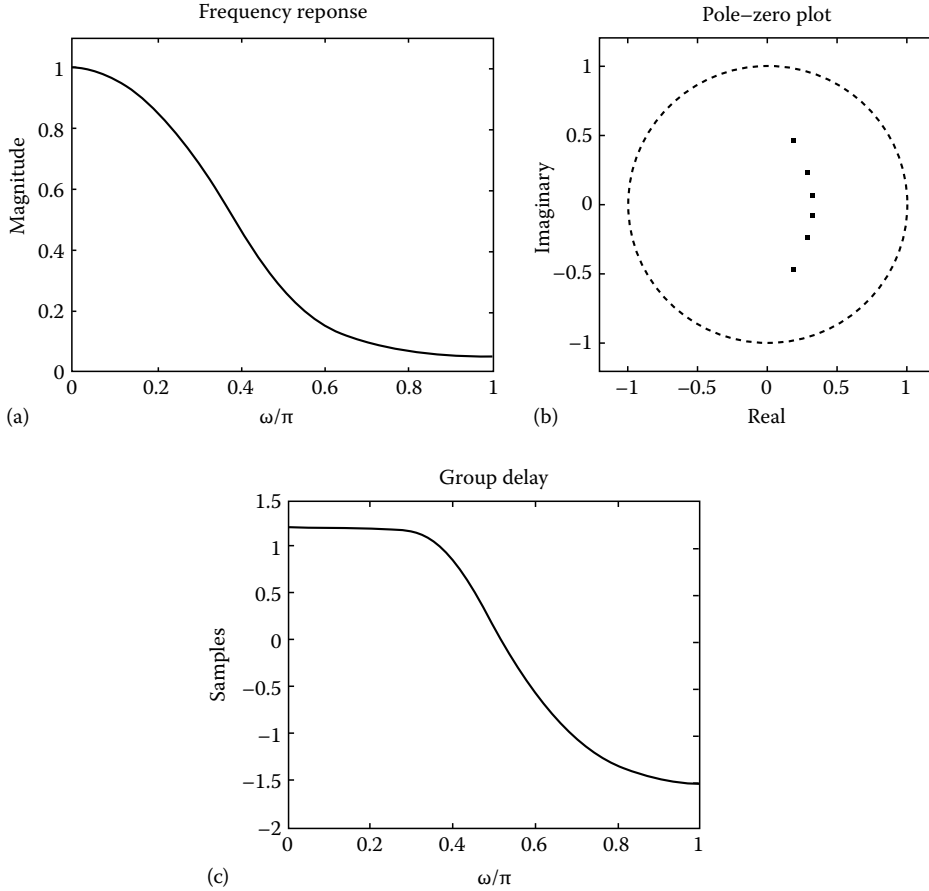 Frequency reponse
Magnitude
1
0.8
0.6
0.4
0.2
0
0 0.2 0.4 0.6 0.8 1
ω/π
(a)
Pole–zero plot
Imaginary
1
0.5
0
−0.5
−1
−1 −0.5 0 0.5 1
Real
(b)
Group delay
Samples
1.5
1
0.5
0
−0.5
−1
−1.5
−2
0 0.2 0.4 0.6 0.8 1
ω/π
(c)